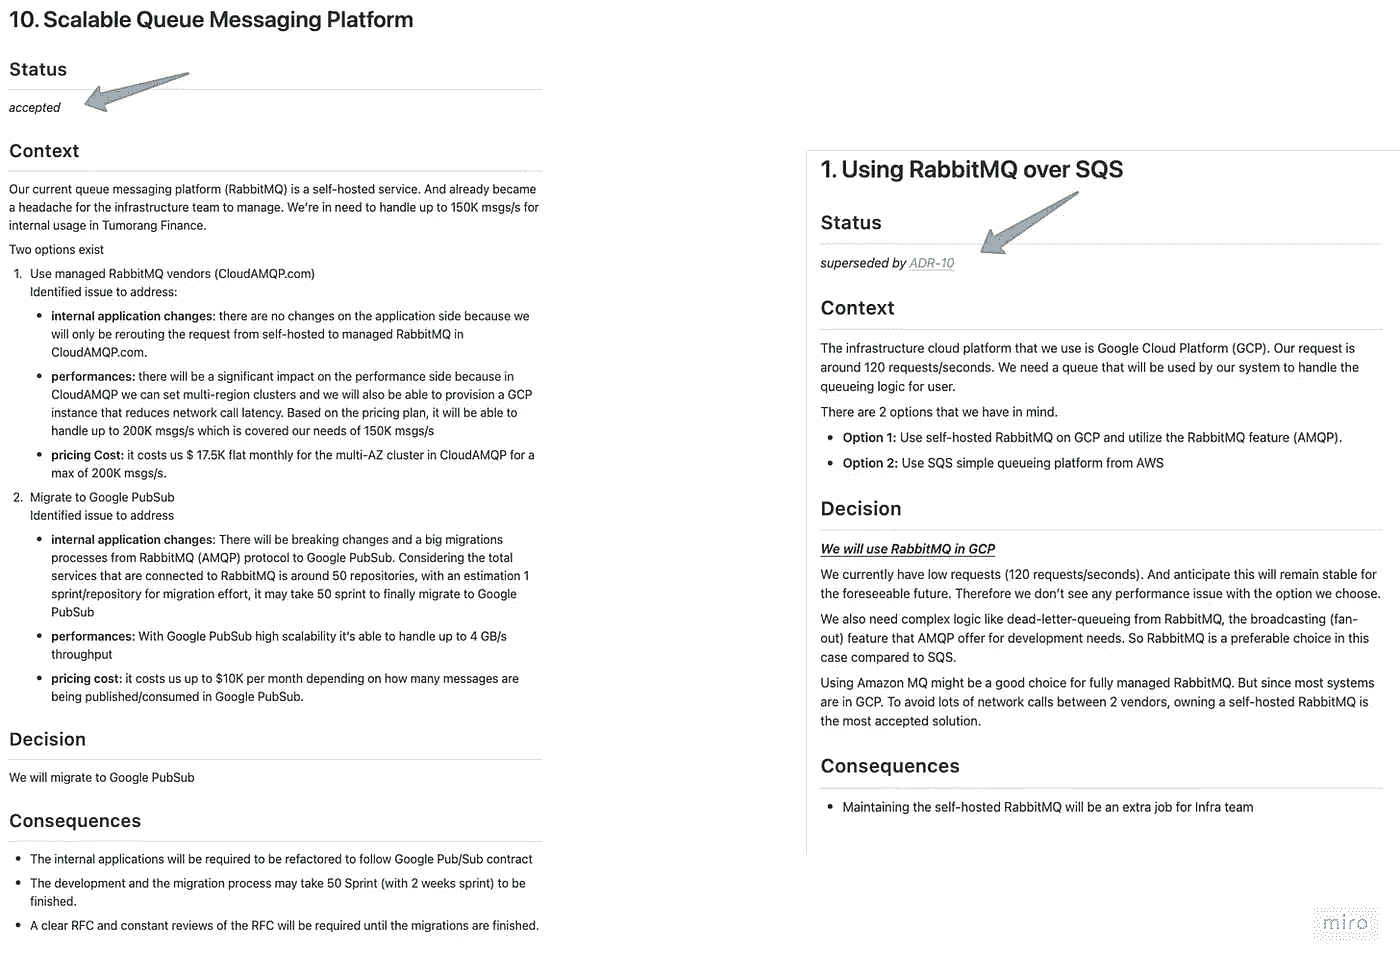 10. Scalable Queue Messaging Platform
Status
accepted
Context
Our current queue messaging platform (RabbitMQ) is a self-hosted service. And already became
a headache for the infrastructure team to manage. We're in need to handle up to 150K msgs/s for
internal usage in Tumorang Finance.
Two options exist
1. Use managed RabbitMQ vendors (CloudAMQP.com)
Identified issue to address:
• internal application changes: there are no changes on the application side because we
will only be rerouting the request from self-hosted to managed RabbitMQ in
CloudAMQP.com.
• performances: there will be a significant impact on the performance side because in
CloudAMQP we can set multi-region clusters and we will also be able to provision a GCP
instance that reduces network call latency. Based on the pricing plan, it will be able to
handle up to 200K msgs/s which is covered our needs of 150K msgs/s
• pricing Cost: it costs us $ 17.5K flat monthly for the multi-AZ cluster in CloudAMQP for a
max of 200K msgs/s.
2. Migrate to Google PubSub
Identified issue to address
• internal application changes: There will be breaking changes and a big migrations
processes from RabbitMQ (AMQP) protocol to Google PubSub. Considering the total
services that are connected to RabbitMQ is around 50 repositories, with an estimation 1
sprint/repository for migration effort, it may take 50 sprint to finally migrate to Google
PubSub
• performances: With Google PubSub high scalability it's able to handle up to 4 GB/s
throughput
• pricing cost: it costs us up to $10K per month depending on how many messages are
being published/consumed in Google PubSub.
Decision
We will migrate to Google PubSub
Consequences
• The internal applications will be required to be refactored to follow Google Pub/Sub contract
• The development and the migration process may take 50 Sprint (with 2 weeks sprint) to be
finished.
• A clear RFC and constant reviews of the RFC will be required until the migrations are finished.
1. Using RabbitMQ over SQS
Status
superseded by ADR-10
Context
The infrastructure cloud platform that we use is Google Cloud Platform (GCP). Our request is
around 120 requests/seconds. We need a queue that will be used by our system to handle the
queueing logic for user.
There are 2 options that we have in mind.
• Option 1: Use self-hosted RabbitMQ on GCP and utilize the RabbitMQ feature (AMQP).
• Option 2: Use SQS simple queueing platform from AWS
Decision
We will use RabbitMQ in GCP
We currently have low requests (120 requests/seconds). And anticipate this will remain stable for
the foreseeable future. Therefore we don't see any performance issue with the option we choose.
We also need complex logic like dead-letter-queueing from RabbitMQ, the broadcasting (fan-
out) feature that AMQP offer for development needs. So RabbitMQ is a preferable choice in this
case compared to SQS.
Using Amazon MQ might be a good choice for fully managed RabbitMQ. But since most systems
are in GCP. To avoid lots of network calls between 2 vendors, owning a self-hosted RabbitMQ is
the most accepted solution.
Consequences
• Maintaining the self-hosted RabbitMQ will be an extra job for Infra team
miro